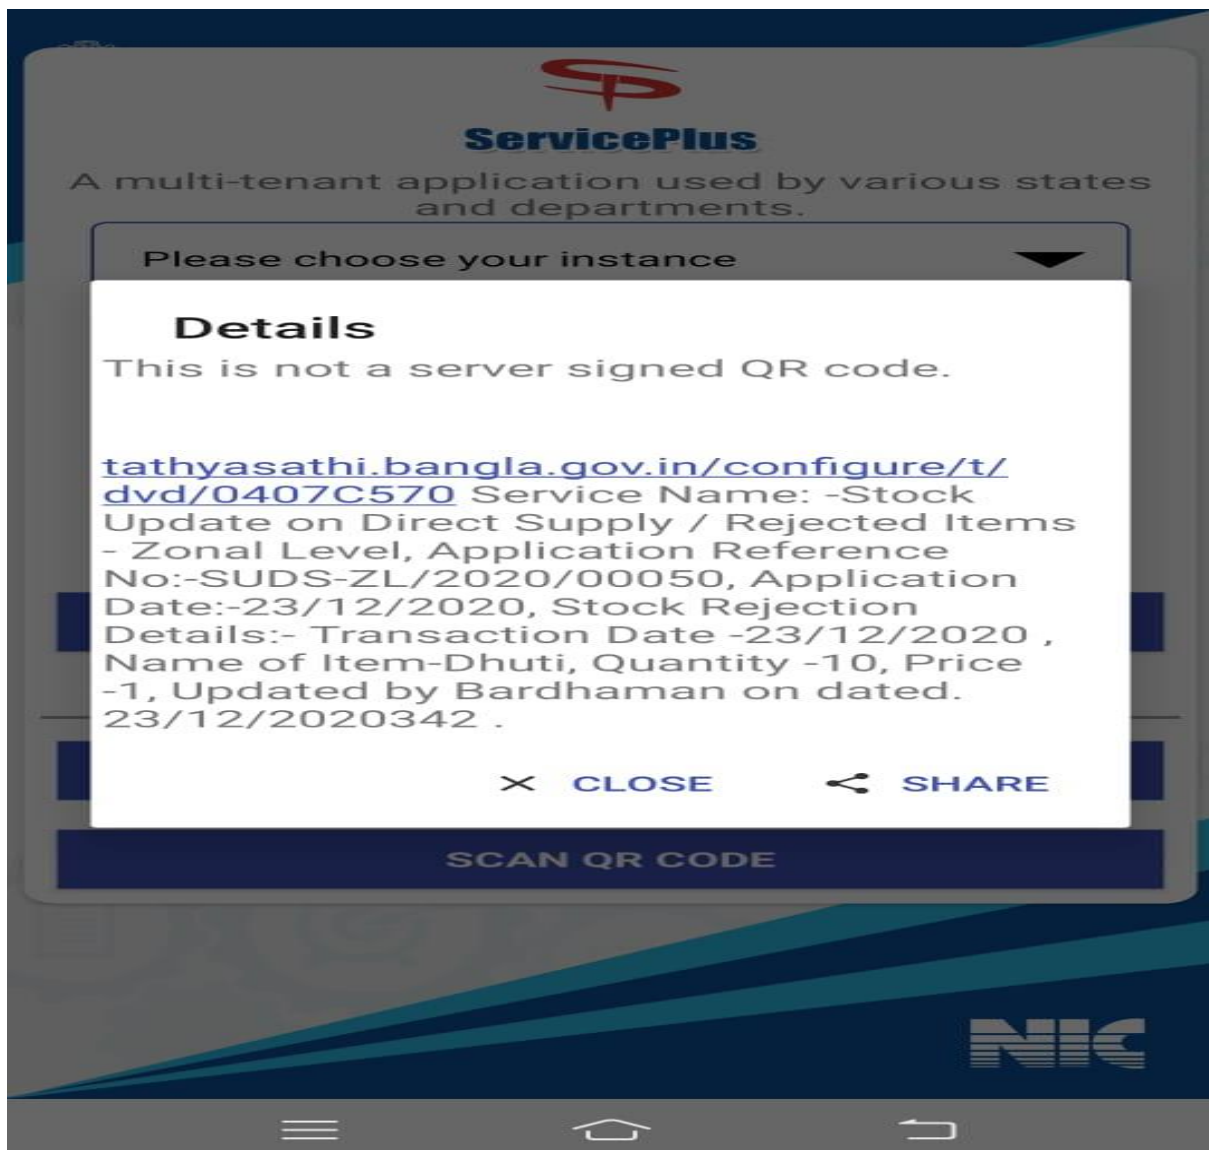 ServicePlus
A multi-tenant application used by various states
and departments.
Please choose your instance
Details
This is not a server signed QR code.
tathyasathi.bangla.gov.in/configure/t/
dvd/0407C570 Service Name: -Stock
Update on Direct Supply / Rejected Items
- Zonal Level, Application Reference
No:-SUDS-ZL/2020/00050, Application
Date:-23/12/2020, Stock Rejection
Details:- Transaction Date -23/12/2020 ,
Name of Item-Dhuti, Quantity -10, Price
-1, Updated by Bardhaman on dated.
23/12/2020342 .
CLOSE SHARE
SCAN QR CODE
NIC